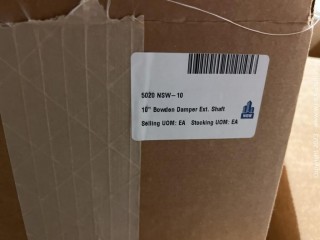 5020 NSW-10
10" Bowden Damper Ext. Shaft
Selling UOM: EA Stocking UOM: EA